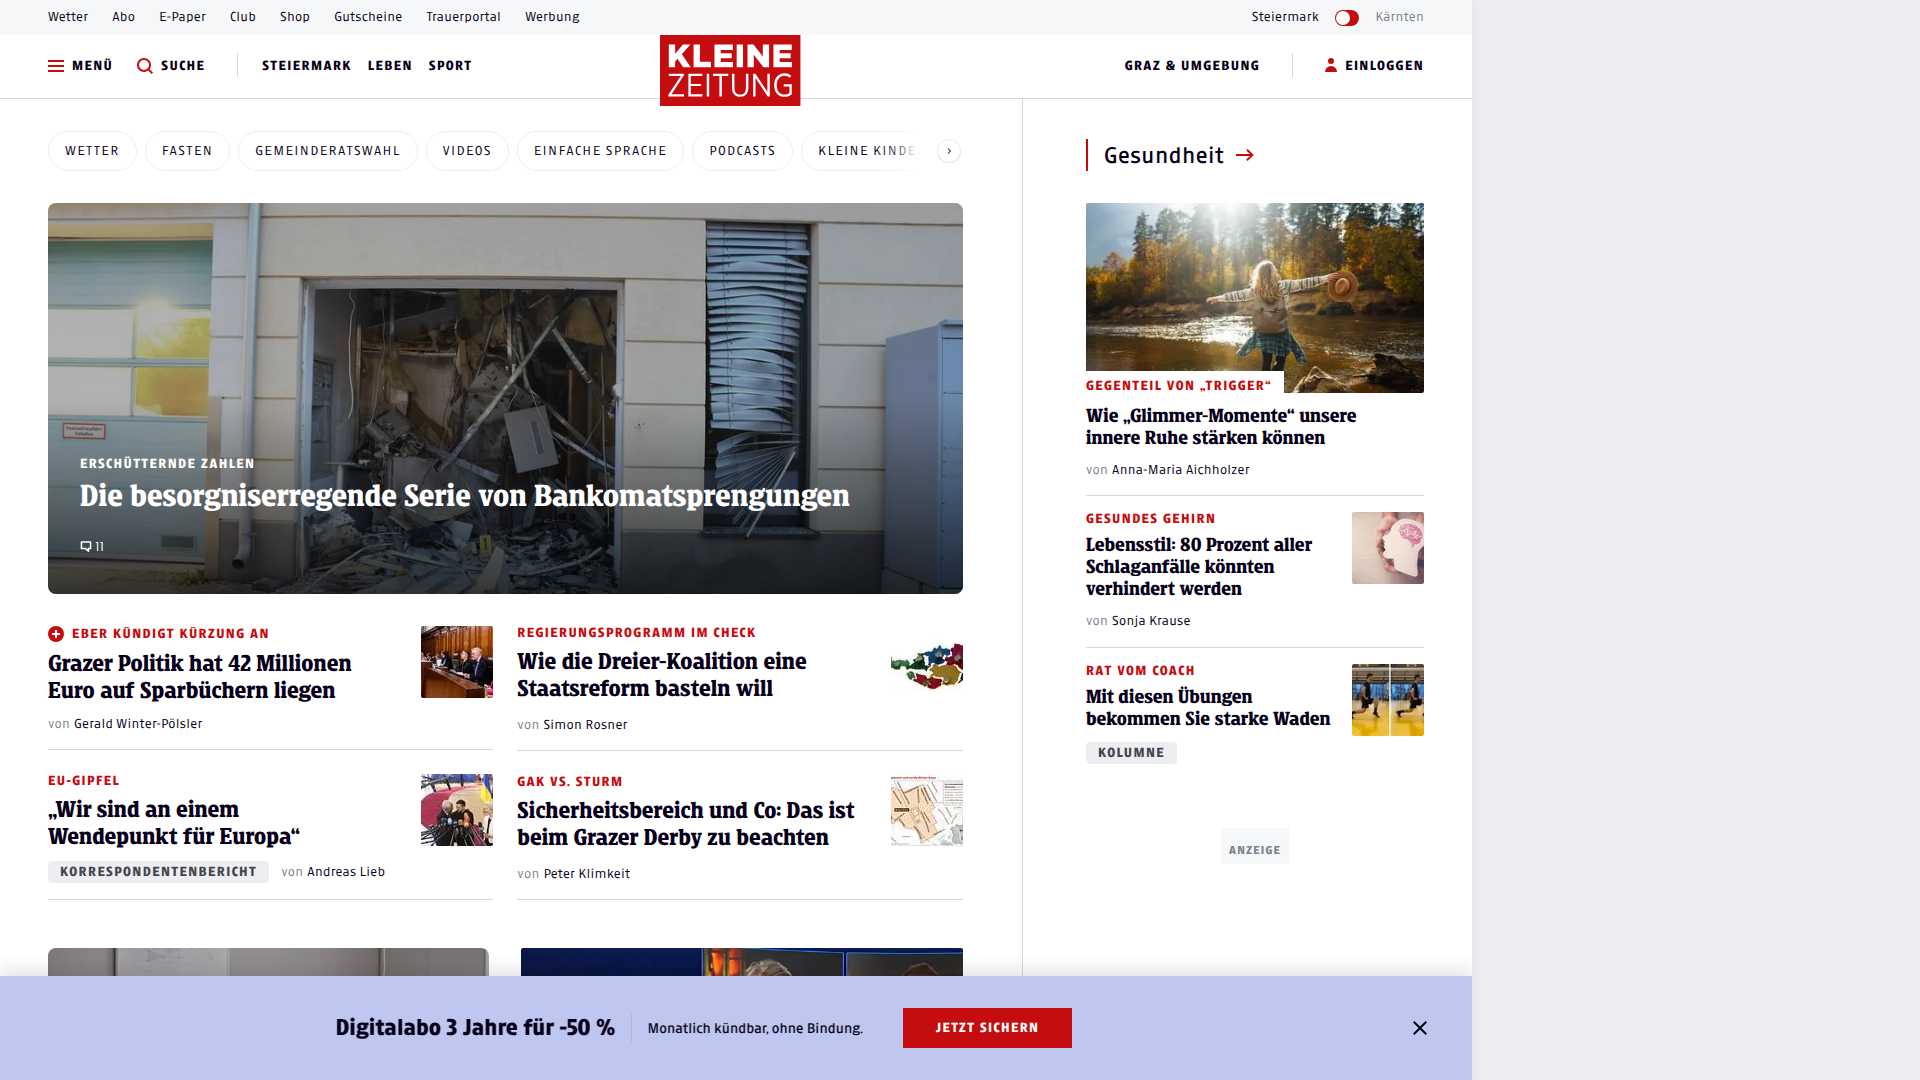 Wetter Abo E-Paper Club Shop Gutscheine Trauerportal Werbung Steiermark Kärnten
MENÜ SUCHE STEIERMARK LEBEN SPORT KLEINE ZEITUNG GRAZ & UMGEBUNG EINLOGGEN
WETTER FASTEN GEMEINDERATSWAHL VIDEOS EINFACHE SPRACHE PODCASTS KLEINE KINDE
ERSCHÜTTERNDE ZAHLEN
Die besorgniserregende Serie von Bankomatsprengungen
11
EBER KÜNDIGT KÜRZUNG AN
Grazer Politik hat 42 Millionen
Euro auf Sparbüchern liegen
von Gerald Winter-Pölsler
REGIERUNGSPROGRAMM IM CHECK
Wie die Dreier-Koalition eine
Staatsreform basteln will
von Simon Rosner
EU-GIPFEL
„Wir sind an einem
Wendepunkt für Europa“
KORRESPONDENTENBERICHT von Andreas Lieb
GAK VS. STURM
Sicherheitsbereich und Co: Das ist
beim Grazer Derby zu beachten
von Peter Klimkeit
Gesundheit
GEGENTEIL VON „TRIGGER“
Wie „Glimmer-Momente“ unsere
innere Ruhe stärken können
von Anna-Maria Aichholzer
GESUNDES GEHIRN
Lebensstil: 80 Prozent aller
Schlaganfälle könnten
verhindert werden
von Sonja Krause
RAT VOM COACH
Mit diesen Übungen
bekommen Sie starke Waden
KOLUMNE
ANZEIGE
Digitalabo 3 Jahre für -50 % Monatlich kündbar, ohne Bindung. JETZT SICHERN